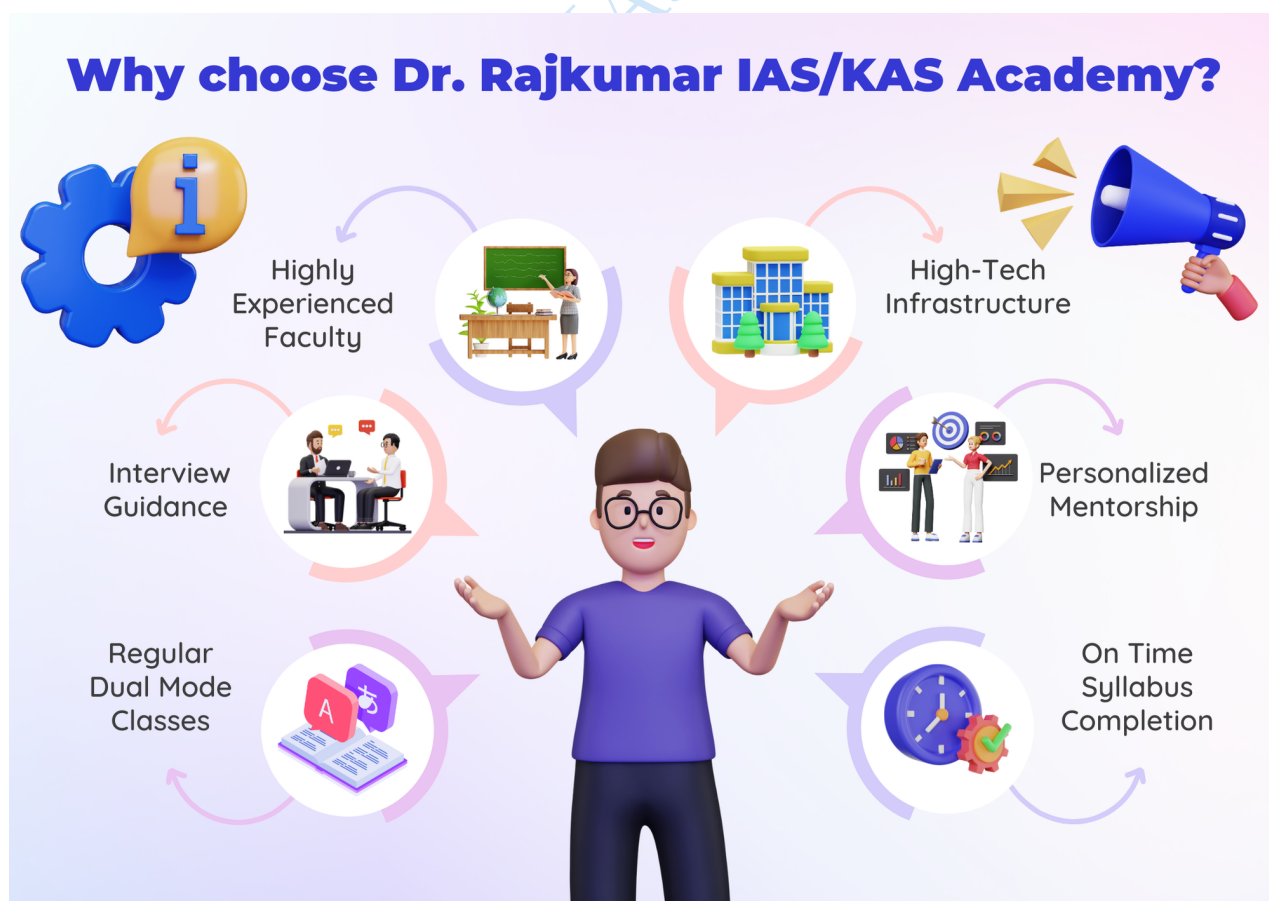 Why choose Dr. Rajkumar IAS/KAS Academy?
i
Highly
Experienced
Faculty
High-Tech
Infrastructure
Interview
Guidance
Personalized
Mentorship
Regular
Dual Mode
Classes
A
あ
On Time
Syllabus
Completion